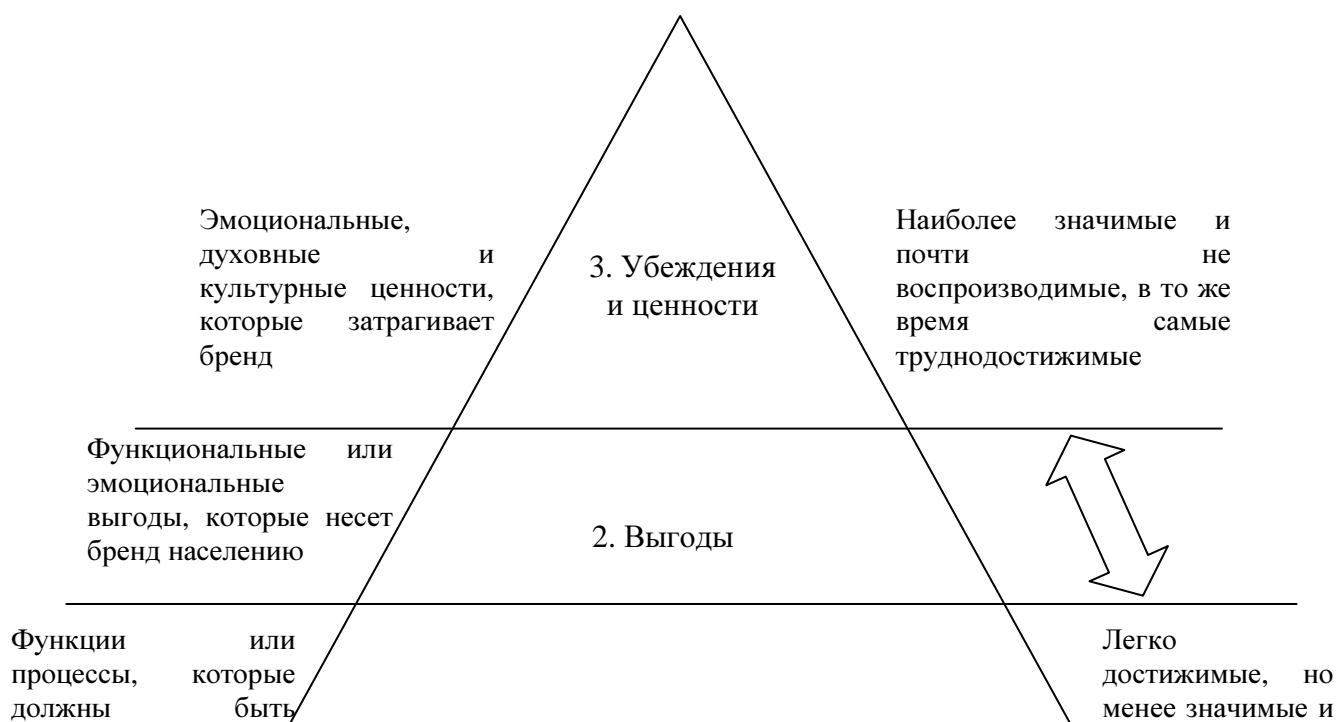 Эмоциональные,
духовные и
культурные ценности,
которые затрагивает
бренд
3. Убеждения
и ценности
Наиболее значимые и
почти не
воспроизводимые, в то же
время самые
труднодостижимые
Функциональные или
эмоциональные
выгоды, которые несет
бренд населению
2. Выгоды
Функции или
процессы, которые
должны быть
Легко
достижимые, но
менее значимые и